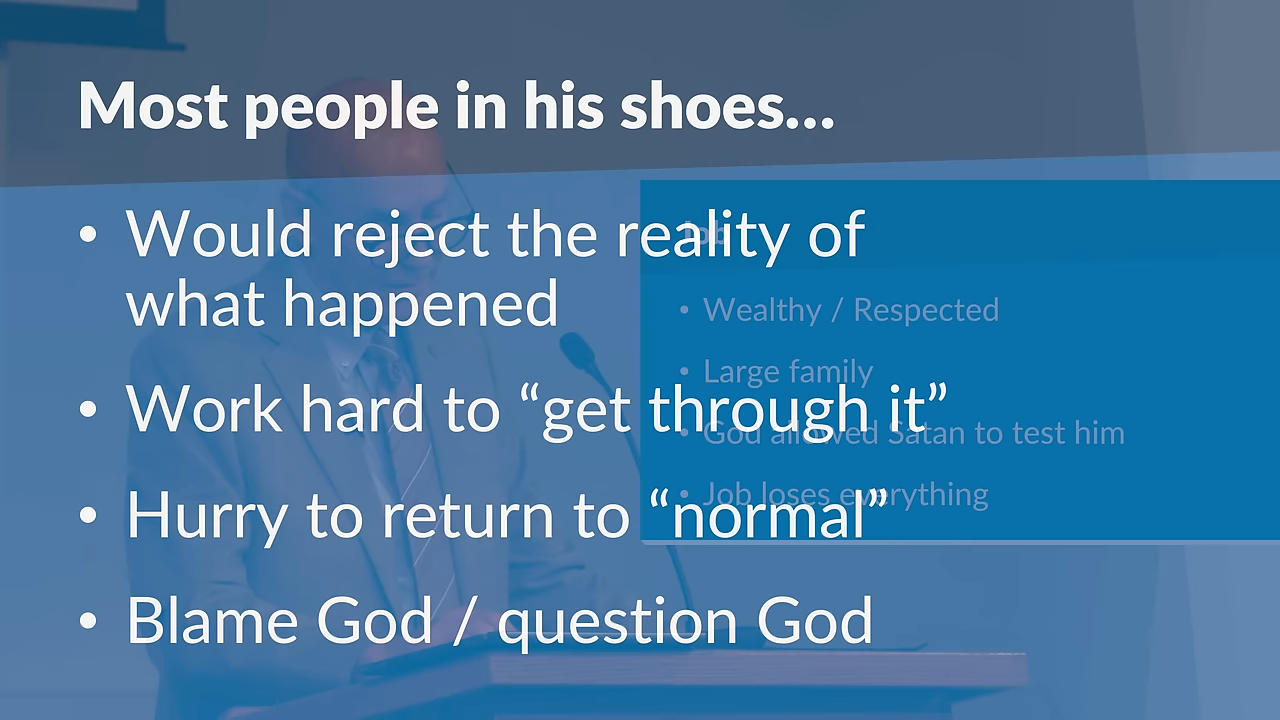 Most people in his shoes...
• Would reject the reality of
what happened
• Work hard to “get through it”
• Hurry to return to “normal”
• Blame God / question God
Job
• Wealthy / Respected
• Large family
• God allowed Satan to test him
• Job loses everything